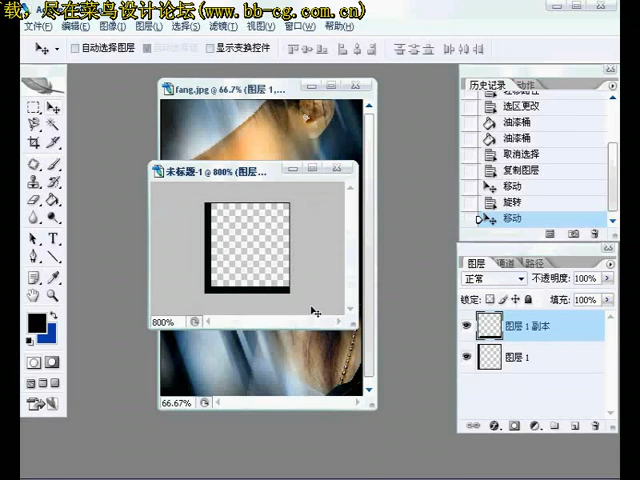 载,尽在菜鸟设计论坛(www.bb-cg.com.cn)
文件(F) 编辑(E) 图像(I) 图层(L) 选择(S) 滤镜(T) 视图(V) 窗口(W) 帮助(H)
自动选择图层 显示变换控件
fang.jpg @ 66.7% (图层 1,...
未标题-1 @ 800% (图层...
800%
66.67%
历史记录 动作
选区更改
油漆桶
油漆桶
取消选择
复制图层
移动
旋转
移动
图层 通道 路径
正常 不透明度: 100%
锁定: 填充: 100%
图层 1 副本
图层 1